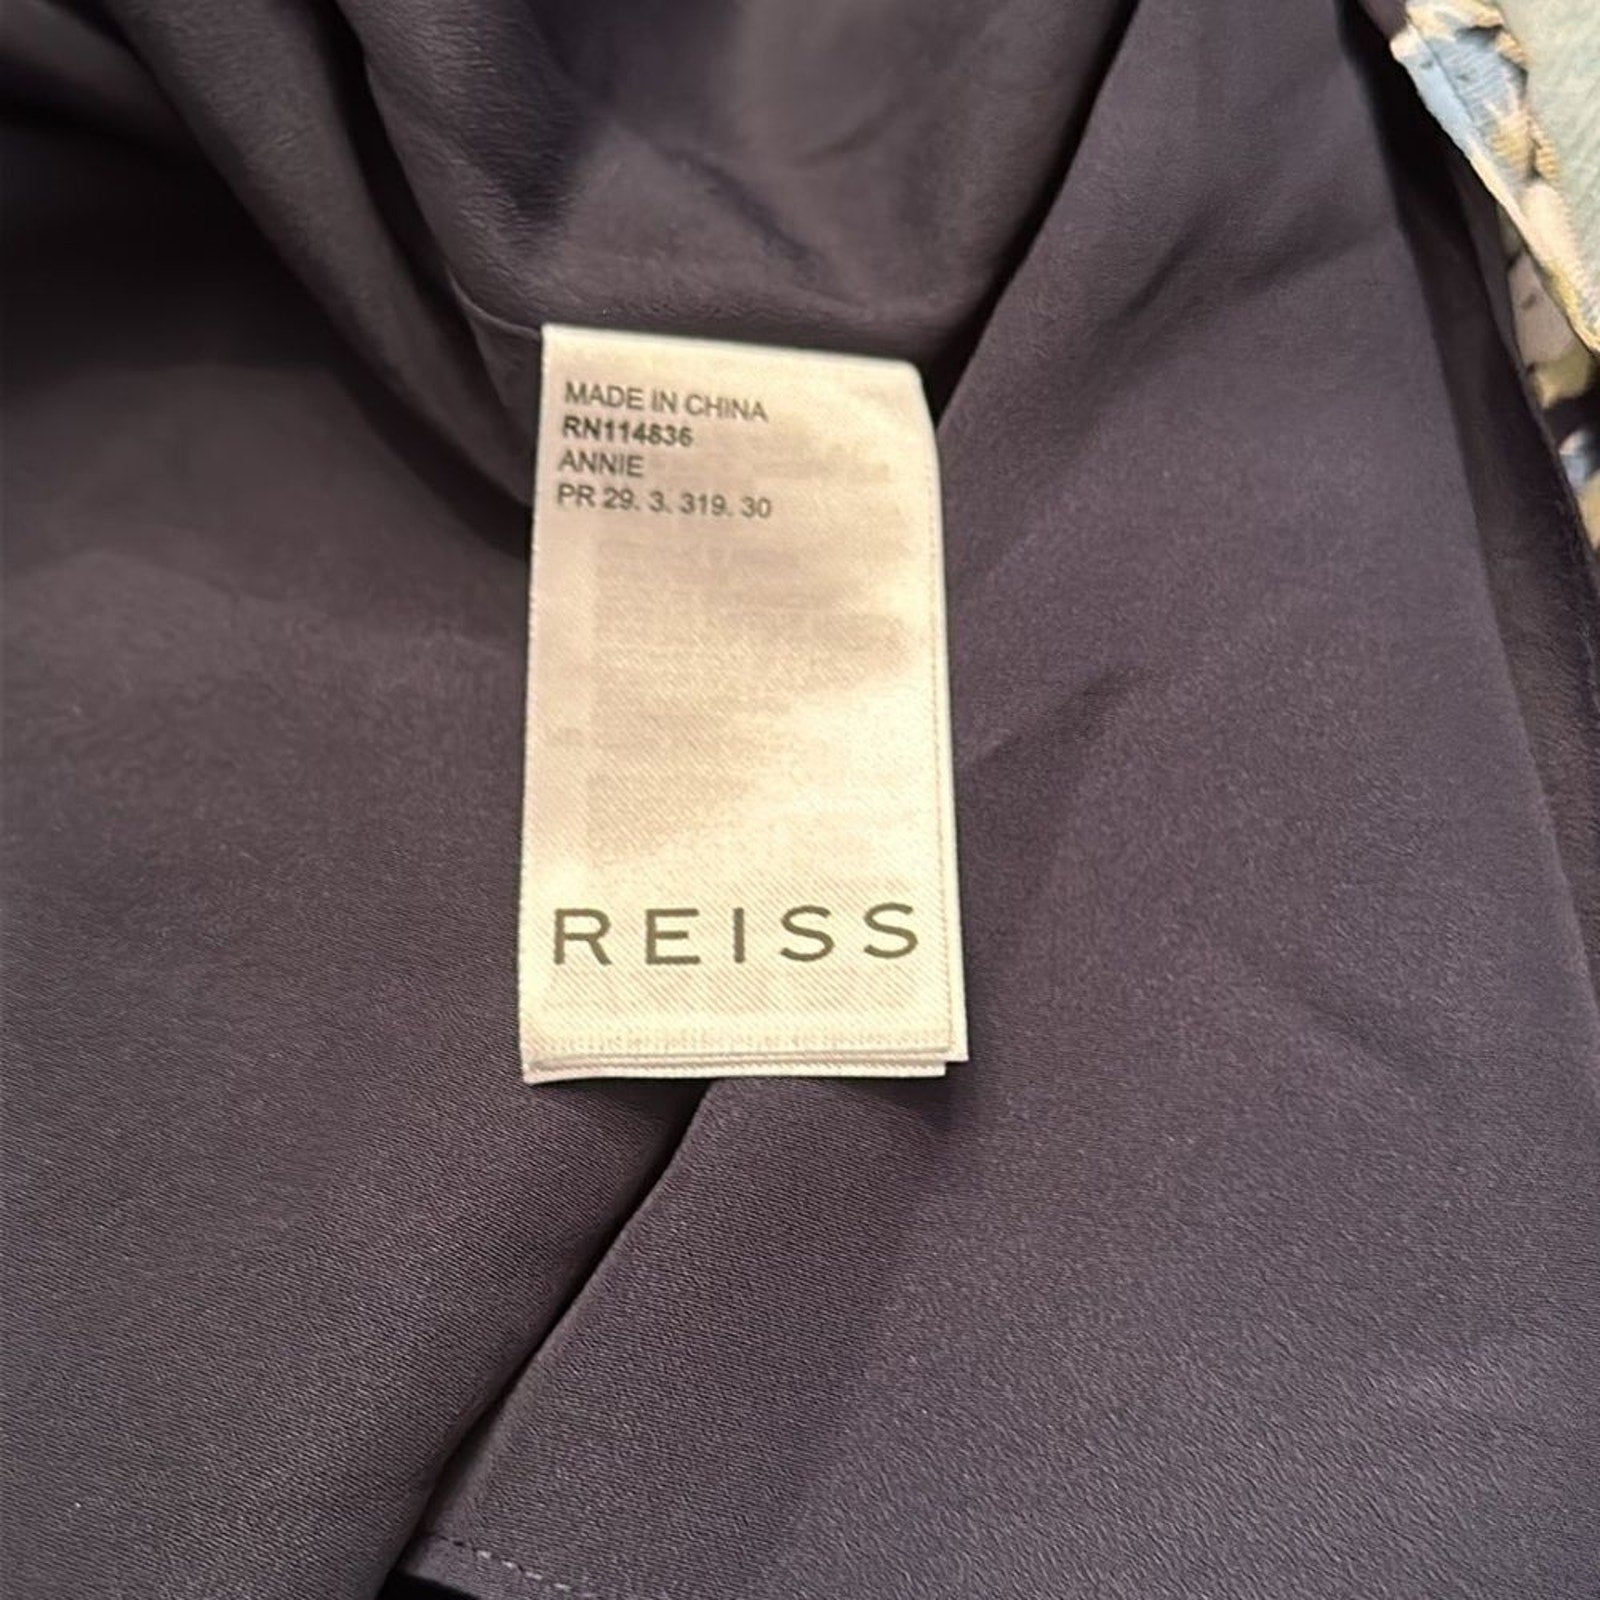 MADE IN CHINA
RN114836
ANNIE
PR 29. 3. 319. 30
REISS